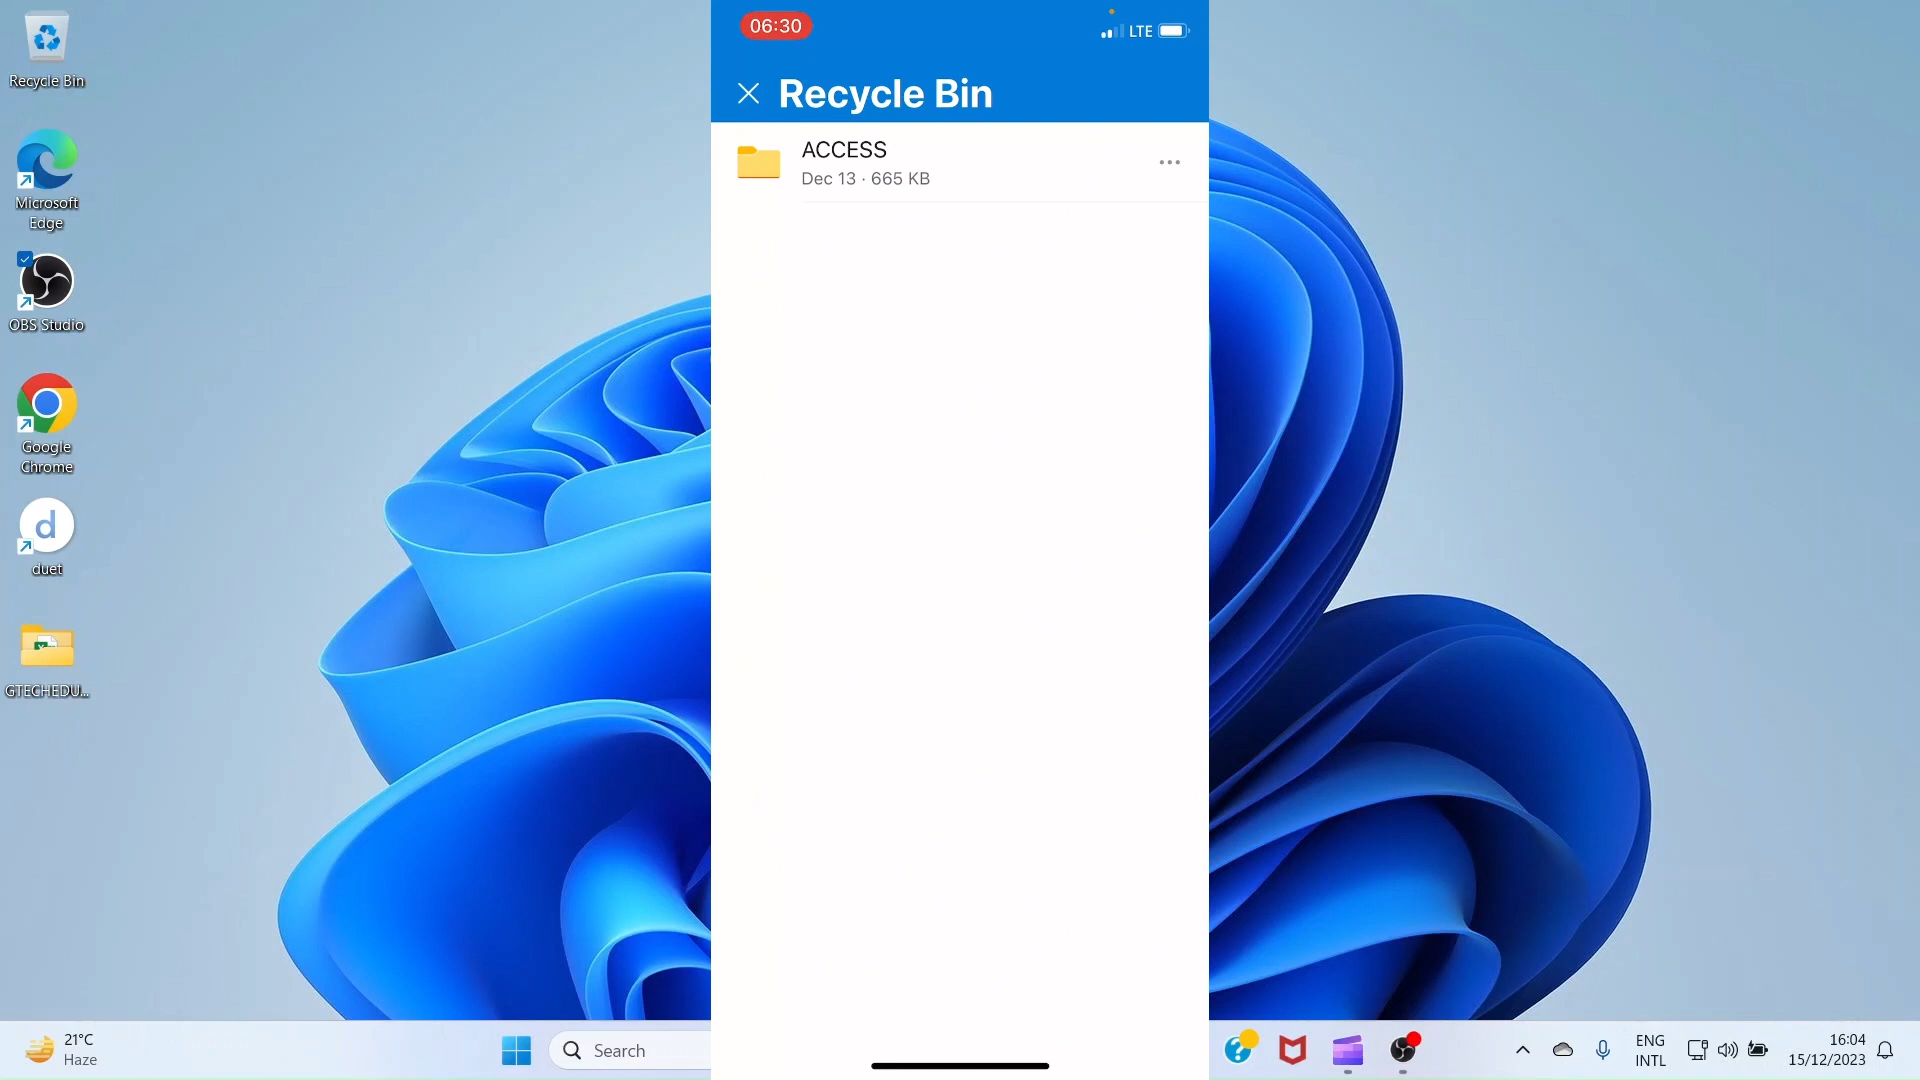 Recycle Bin
Microsoft
Edge
OBS Studio
Google
Chrome
d
duet
GTECHEDU...
06:30
LTE
Recycle Bin
ACCESS
Dec 13 · 665 KB
21°C
Haze
Search
ENG
INTL
16:04
15/12/2023